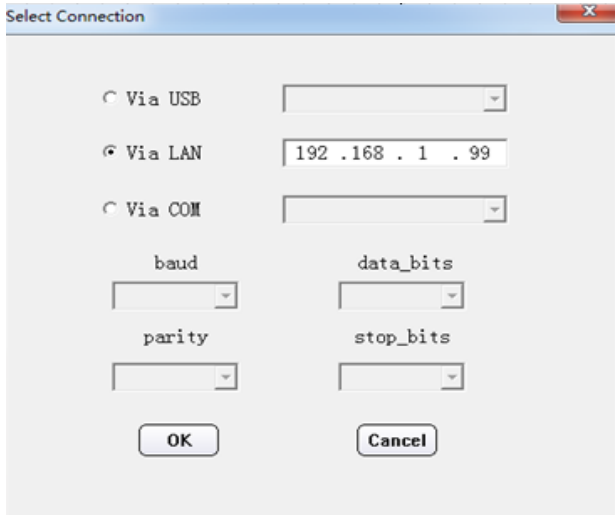 Select Connection
Via USB
Via LAN 192 .168 . 1 . 99
Via COM
baud data_bits
parity stop_bits
OK Cancel